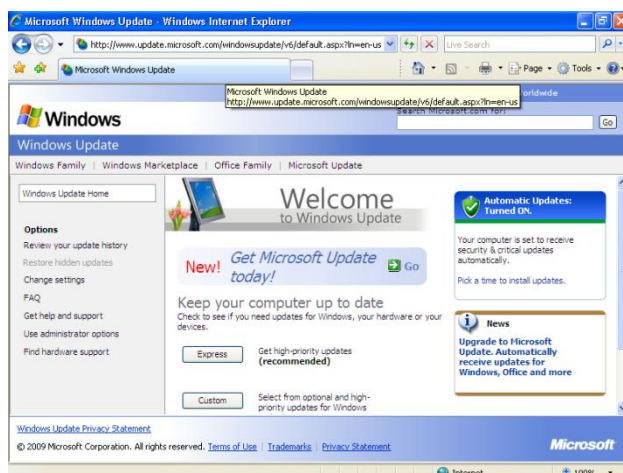 Microsoft Windows Update - Windows Internet Explorer
http://www.update.microsoft.com/windowsupdate/v6/default.aspx?ln=en-us
Live Search
Microsoft Windows Update
Page
Tools
Microsoft Windows Update
http://www.update.microsoft.com/windowsupdate/v6/default.aspx?ln=en-us
orldwide
Windows
Search Microsoft.com for:
Go
Windows Update
Windows Family | Windows Marketplace | Office Family | Microsoft Update
Windows Update Home
Options
Review your update history
Restore hidden updates
Change settings
FAQ
Get help and support
Use administrator options
Find hardware support
Welcome
to Windows Update
New! Get Microsoft Update
today!
Go
Keep your computer up to date
Check to see if you need updates for Windows, your hardware or your
devices.
Express
Get high-priority updates
(recommended)
Custom
Select from optional and high-
priority updates for Windows
Automatic Updates:
Turned ON.
Your computer is set to receive
security & critical updates
automatically.
Pick a time to install updates.
News
Upgrade to Microsoft
Update. Automatically
receive updates for
Windows, Office and more
Windows Update Privacy Statement
© 2009 Microsoft Corporation. All rights reserved. Terms of Use | Trademarks | Privacy Statement
Microsoft
Internet
100%